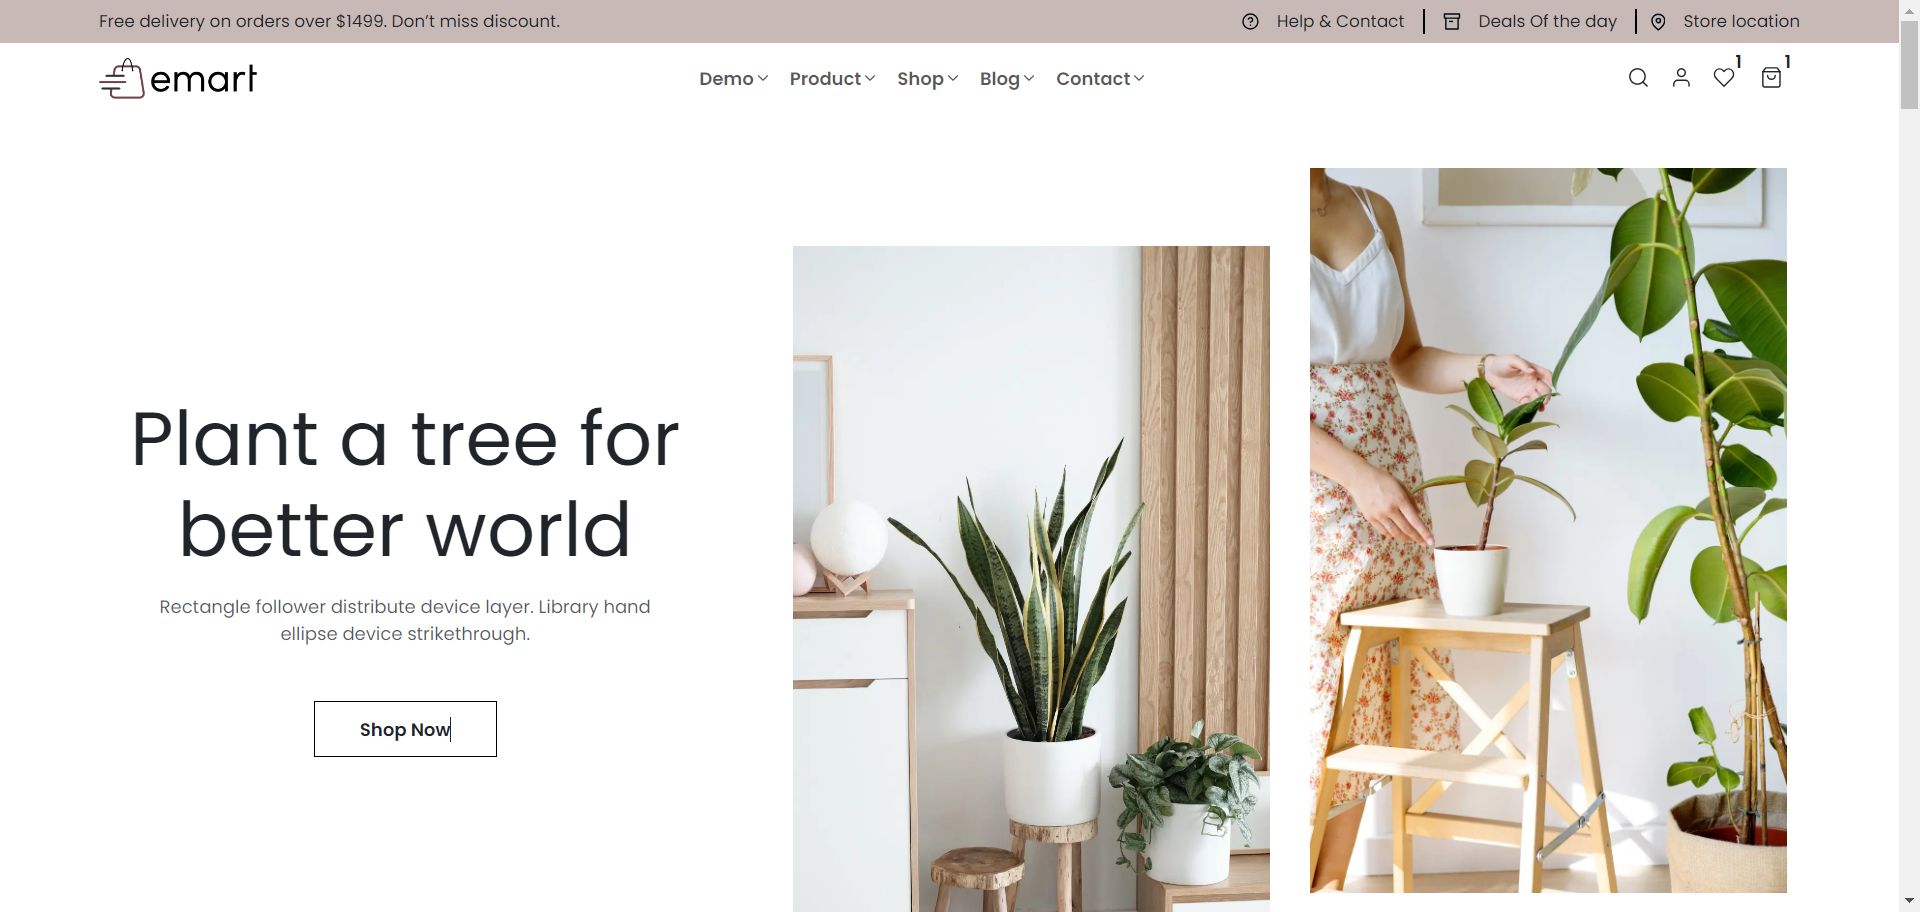 Free delivery on orders over $1499. Don’t miss discount.
Help & Contact
Deals Of the day
Store location
emart
Demo
Product
Shop
Blog
Contact
1
1
Plant a tree for
better world
Rectangle follower distribute device layer. Library hand
ellipse device strikethrough.
Shop Now